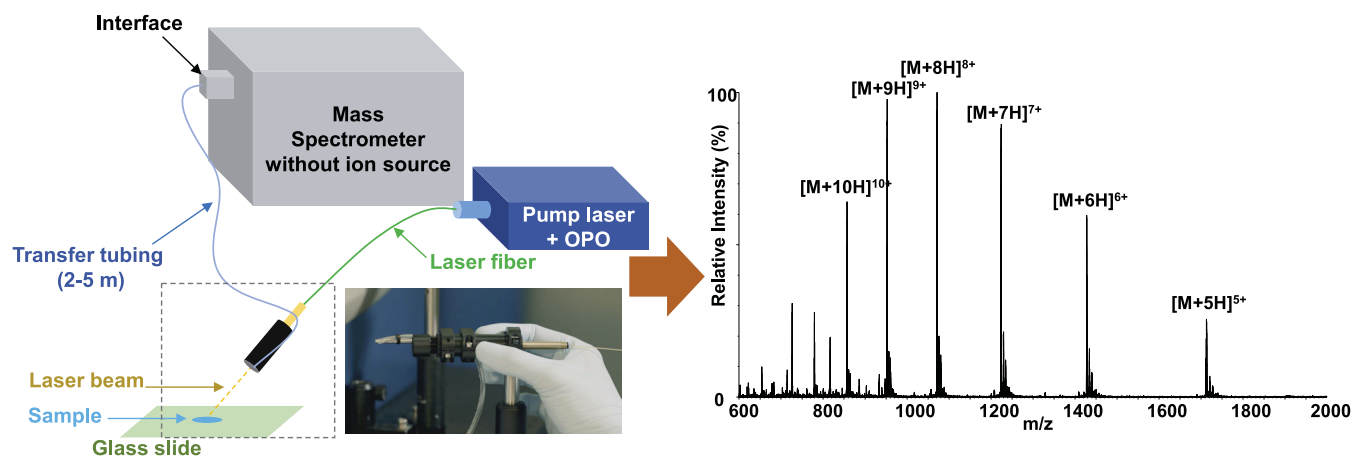 Interface
Mass
Spectrometer
without ion source
Pump laser
+ OPO
Transfer tubing
(2-5 m)
Laser fiber
Laser beam
Sample
Glass slide
Relative Intensity (%)
100
[M+10H]10+
[M+9H]9+
[M+8H]8+
[M+7H]7+
[M+6H]6+
[M+5H]5+
600 800 1000 1200 1400 1600 1800 2000
m/z